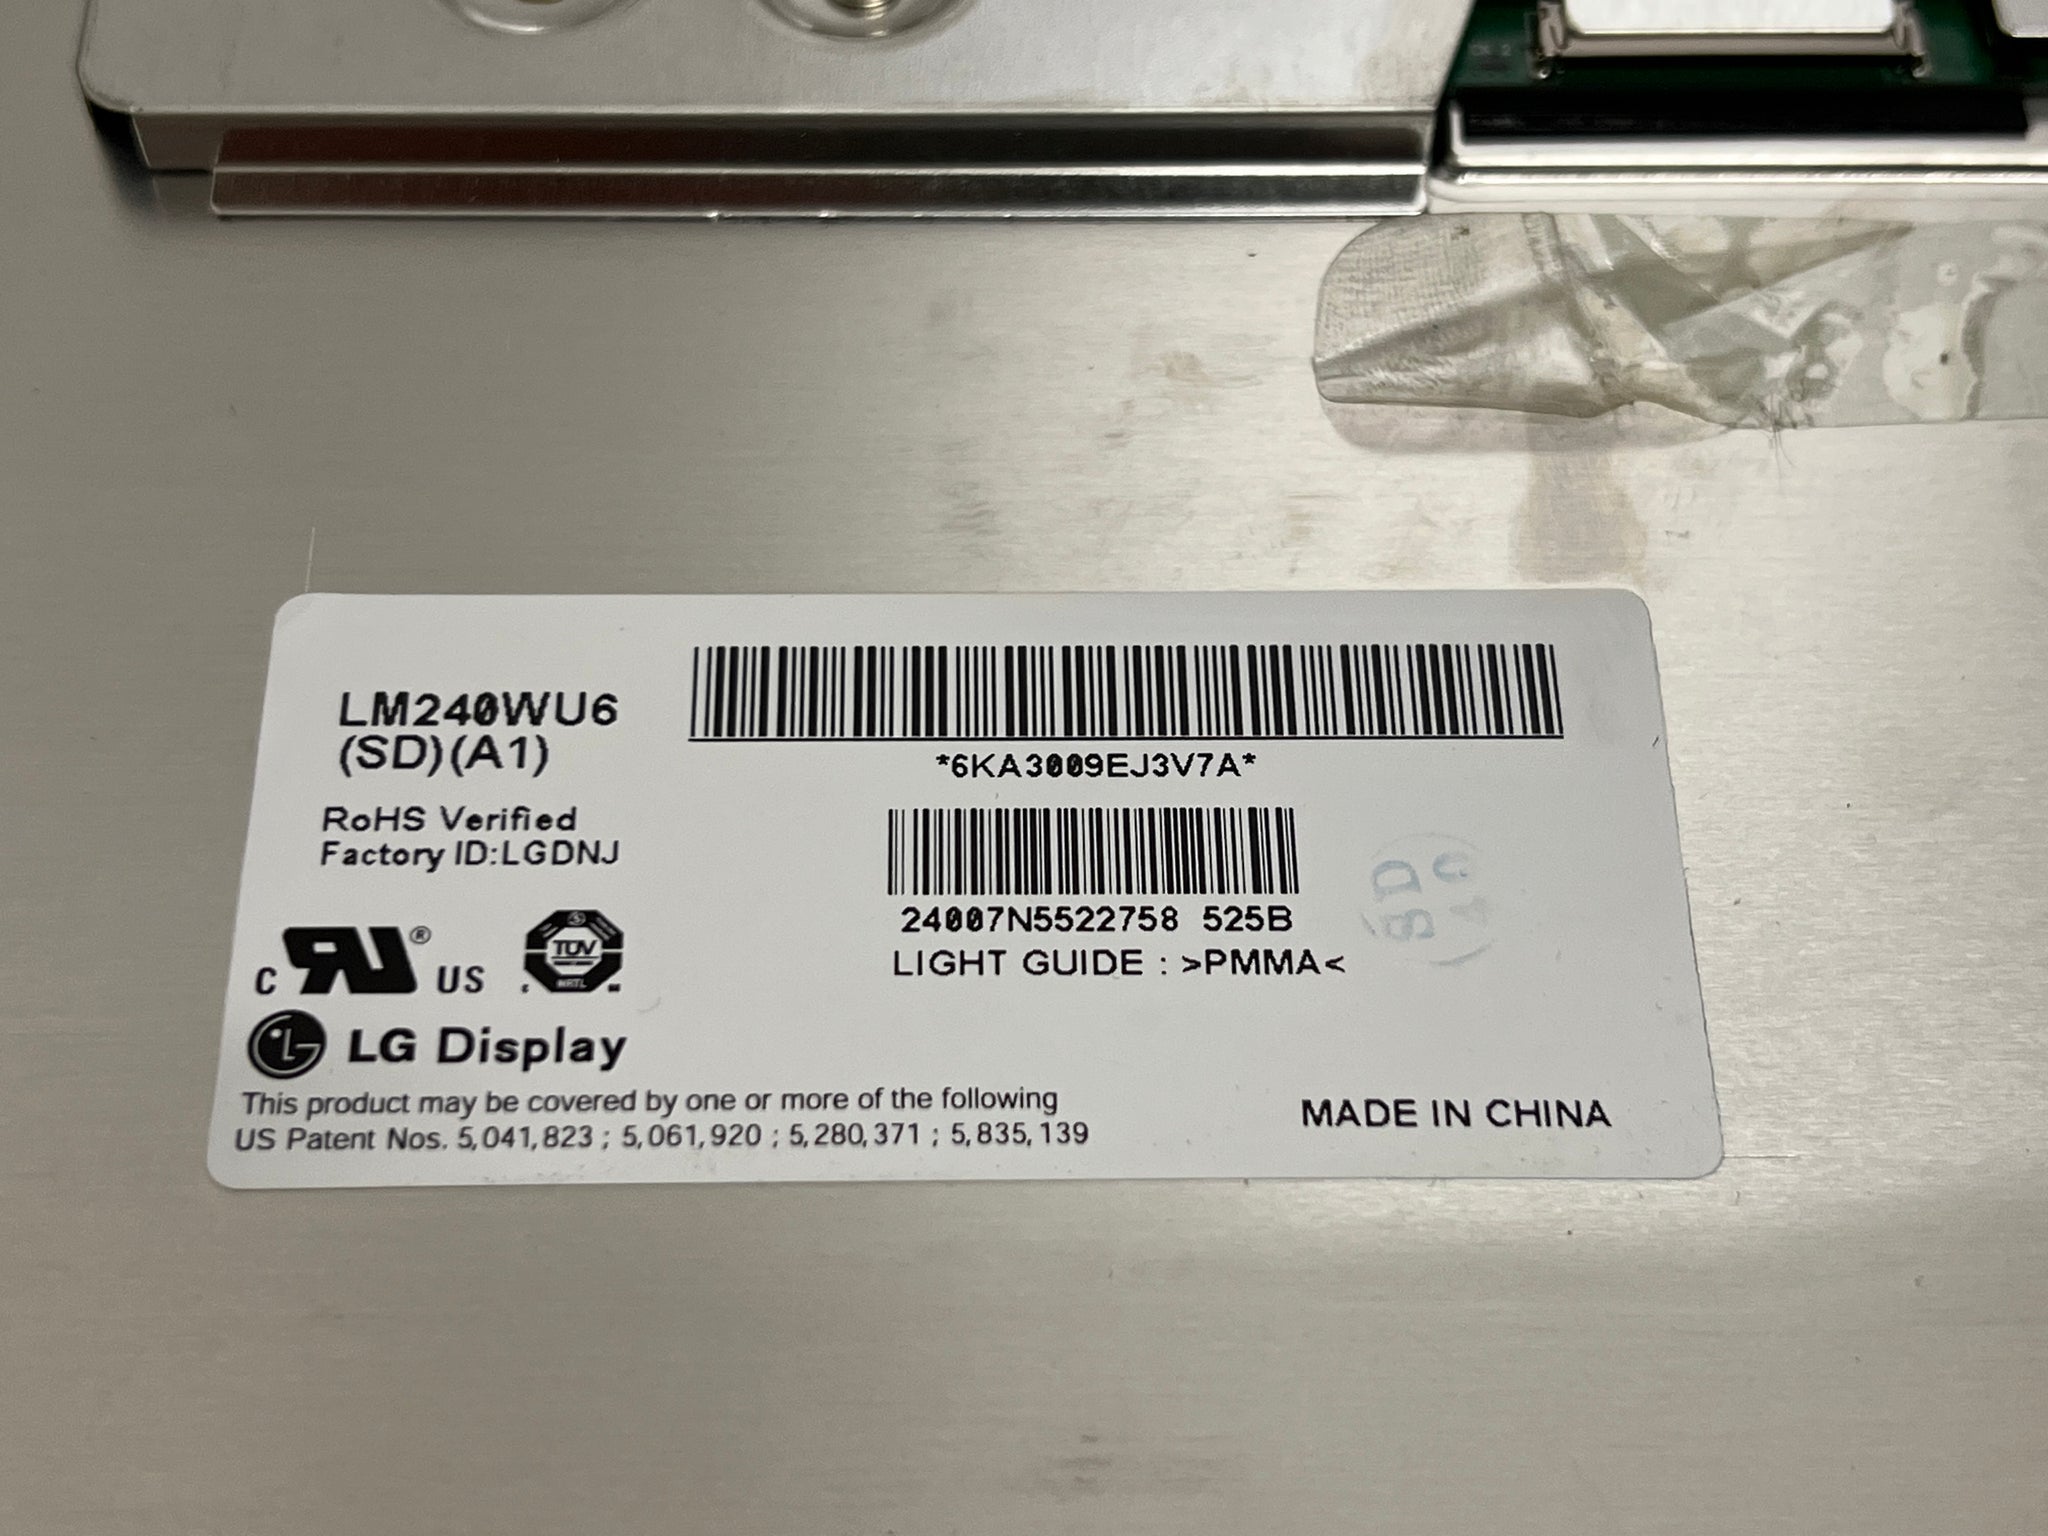 LM240WU6
(SD)(A1)
*6KA3009EJ3V7A*
RoHS Verified
Factory ID:LGDNJ
24007N5522758 525B
LIGHT GUIDE : >PMMA<
C RU ® US
TÜV
LG Display
This product may be covered by one or more of the following
US Patent Nos. 5,041,823 ; 5,061,920 ; 5,280,371 ; 5,835,139
MADE IN CHINA